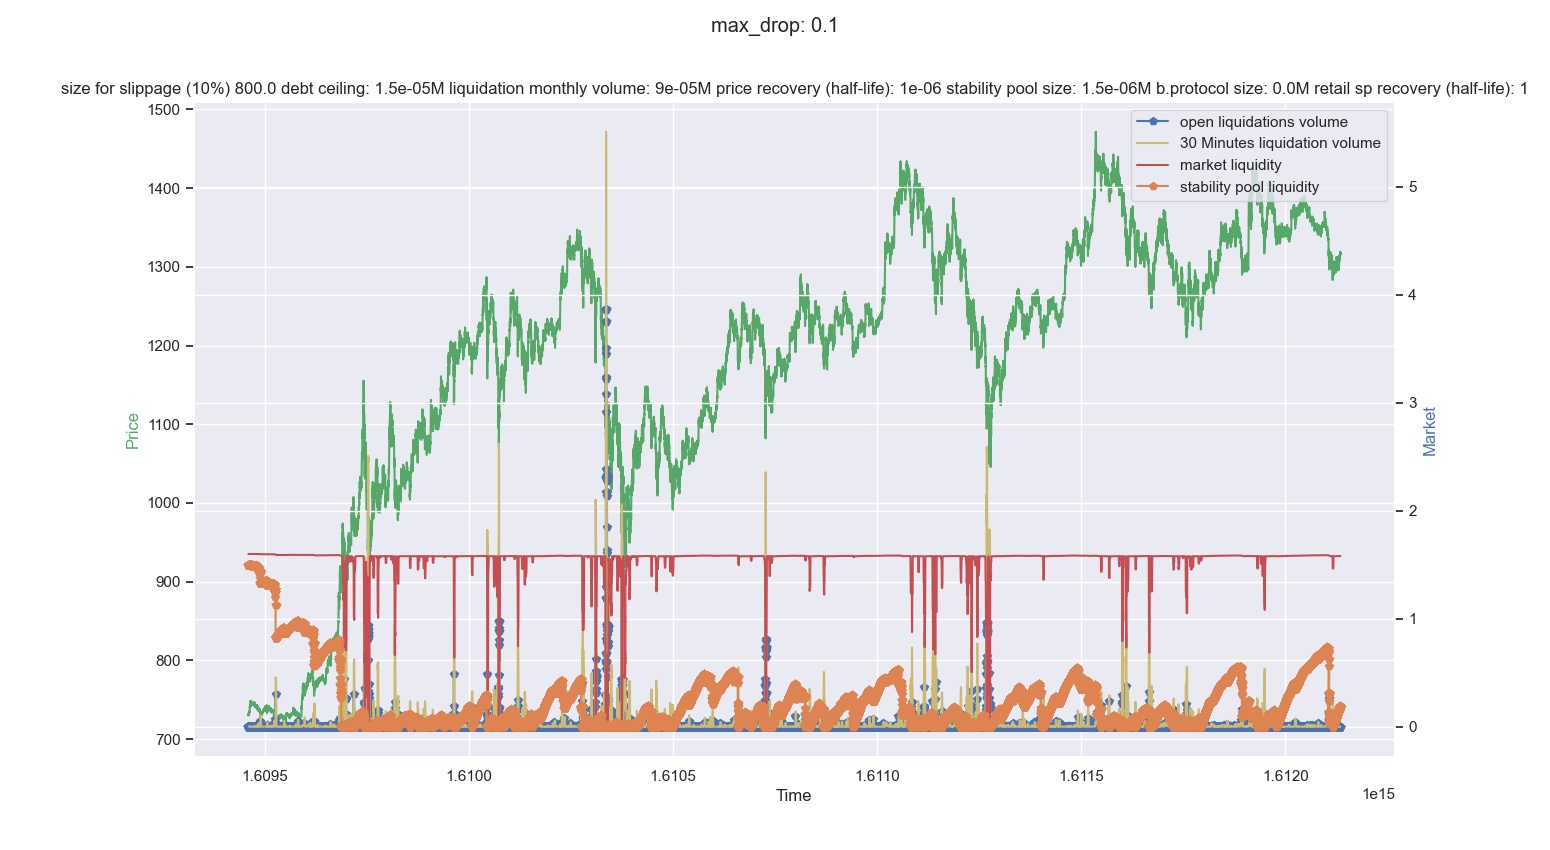 max_drop: 0.1
size for slippage (10%) 800.0 debt ceiling: 1.5e-05M liquidation monthly volume: 9e-05M price recovery (half-life): 1e-06 stability pool size: 1.5e-06M b.protocol size: 0.0M retail sp recovery (half-life): 1
open liquidations volume
30 Minutes liquidation volume
market liquidity
stability pool liquidity
1500
1400
1300
1200
1100
1000
900
800
700
Price
5
4
3
2
1
0
Market
1.6095
1.6100
1.6105
1.6110
1.6115
1.6120
1e15
Time